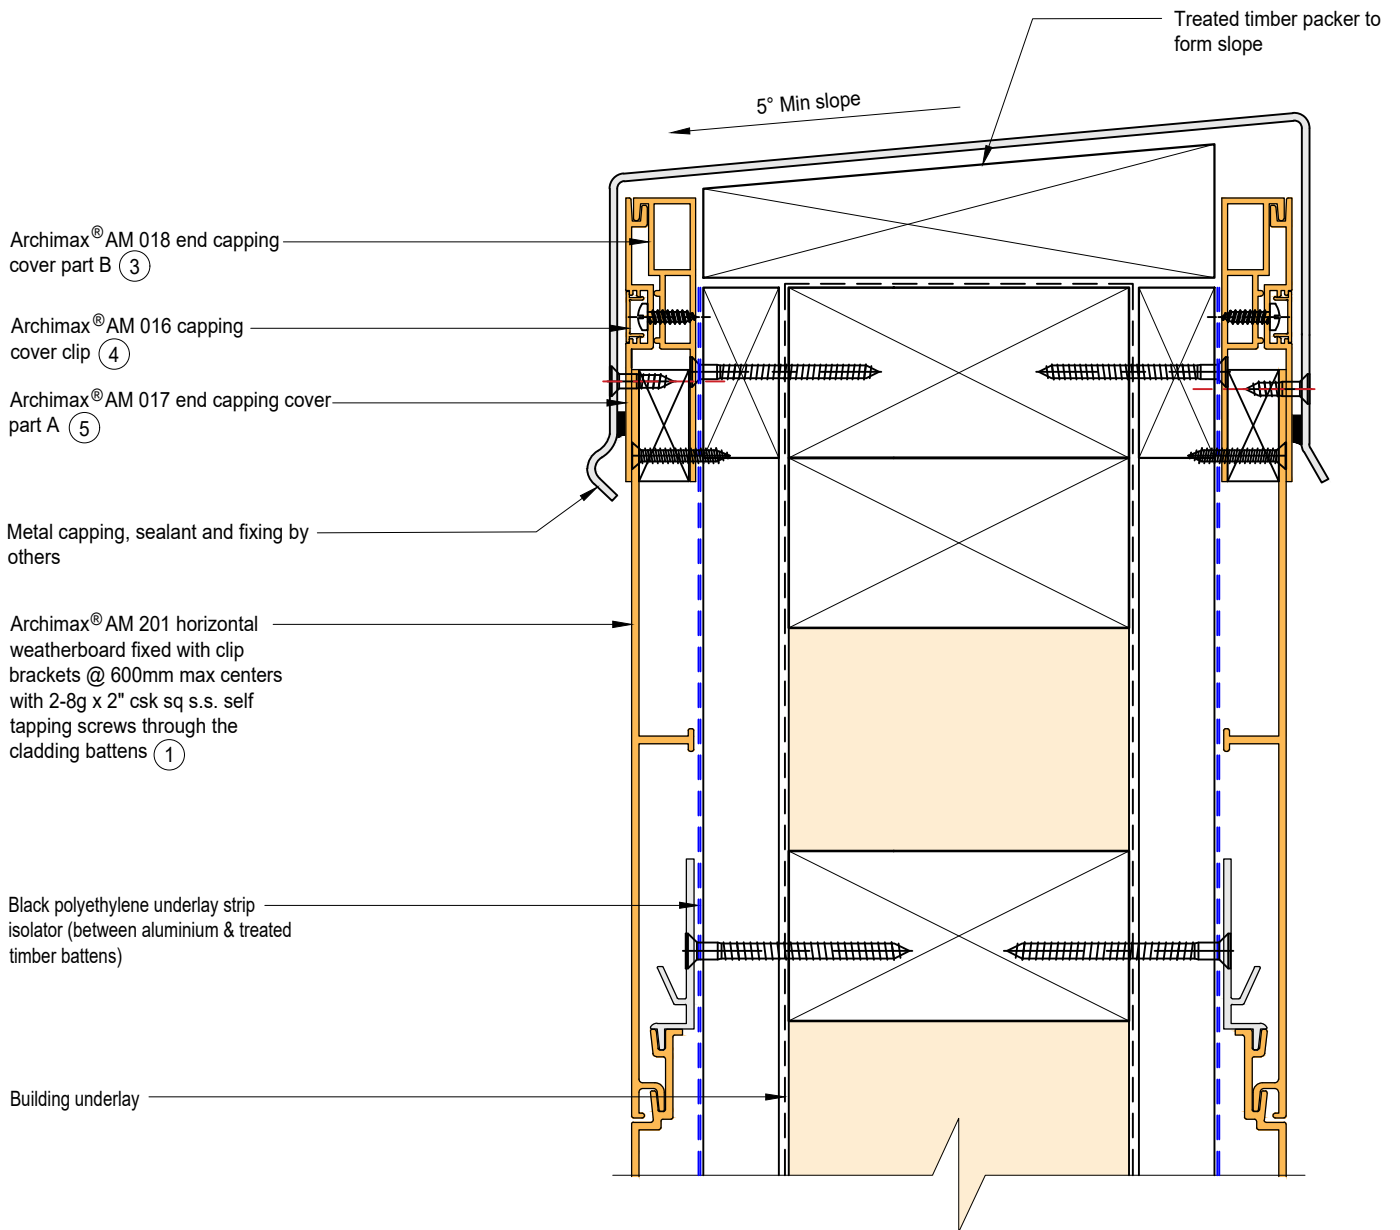 Treated timber packer to
form slope
5° Min slope
Archimax® AM 018 end capping
cover part B 3
Archimax® AM 016 capping
cover clip 4
Archimax® AM 017 end capping cover
part A 5
Metal capping, sealant and fixing by
others
Archimax® AM 201 horizontal
weatherboard fixed with clip
brackets @ 600mm max centers
with 2-8g x 2" csk sq s.s. self
tapping screws through the
cladding battens 1
Black polyethylene underlay strip
isolator (between aluminium & treated
timber battens)
Building underlay